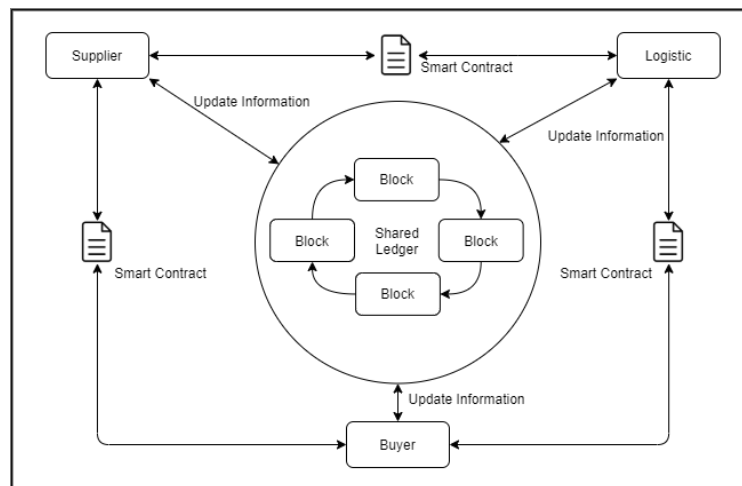 Supplier
Smart Contract
Logistic
Update Information
Update Information
Block
Block
Shared
Ledger
Block
Block
Smart Contract
Smart Contract
Update Information
Buyer